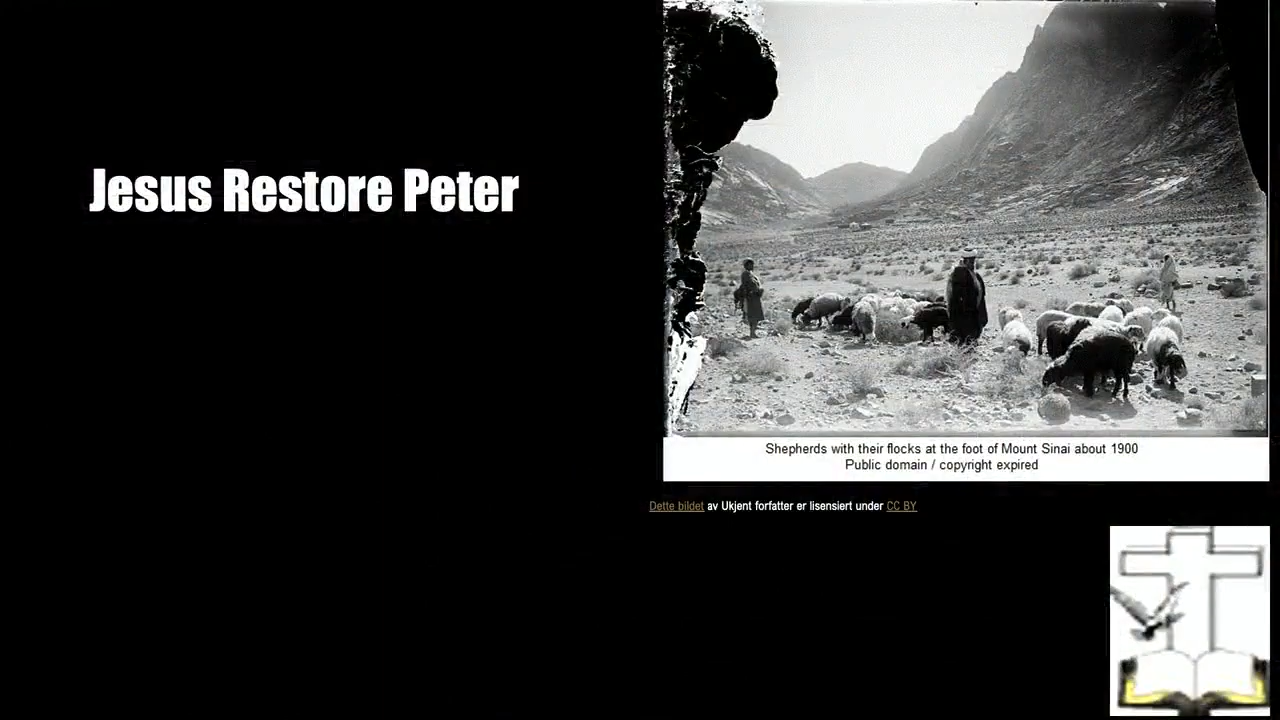 Jesus Restore Peter
Shepherds with their flocks at the foot of Mount Sinai about 1900
Public domain / copyright expired
Dette bildet av Ukjent forfatter er lisensiert under CC BY